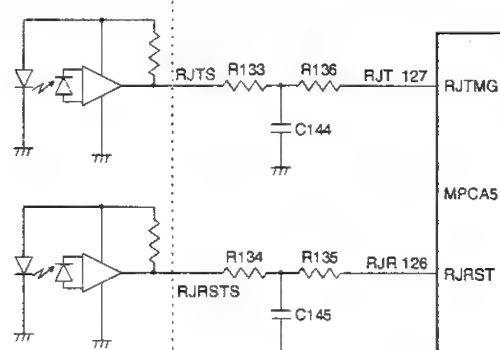 RJTS R133 R136 RJT 127 RJTMG
C144
MPCA5
R134 R135 RJR 126 RJRST
RJRSTS
C145